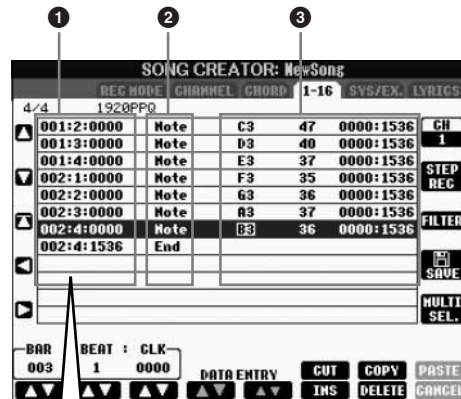 1 2 3
SONG CREATOR: NewSong
REC MODE CHANNEL CHORD 1-16 SYS/EX. LYRICS
4/4 1920PPQ
001:2:0000 Note C3 47 0000:1536
001:3:0000 Note D3 40 0000:1536
001:4:0000 Note E3 37 0000:1536
002:1:0000 Note F3 35 0000:1536
002:2:0000 Note G3 36 0000:1536
002:3:0000 Note A3 37 0000:1536
002:4:0000 Note B3 36 0000:1536
002:4:1536 End
CH
1
STEP
REC
FILTER
SAVE
MULTI
SEL.
BAR BEAT : CLK
003 1 0000
DATA ENTRY
CUT COPY PASTE
INS DELETE CANCEL